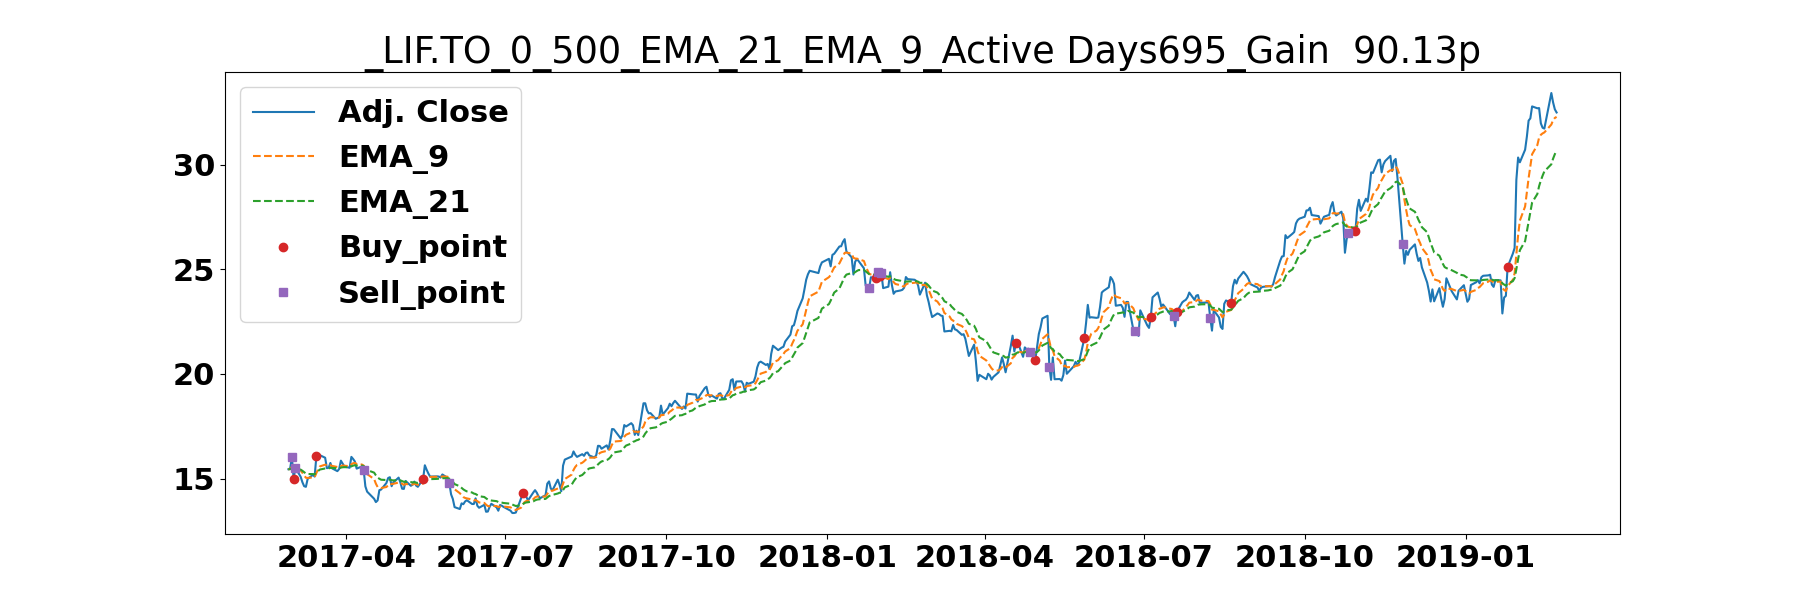 _LIF.TO_0_500_EMA_21_EMA_9_Active Days695_Gain  90.13p
Adj. Close
EMA_9
EMA_21
Buy_point
Sell_point
30
25
20
15
2017-04 2017-07 2017-10 2018-01 2018-04 2018-07 2018-10 2019-01